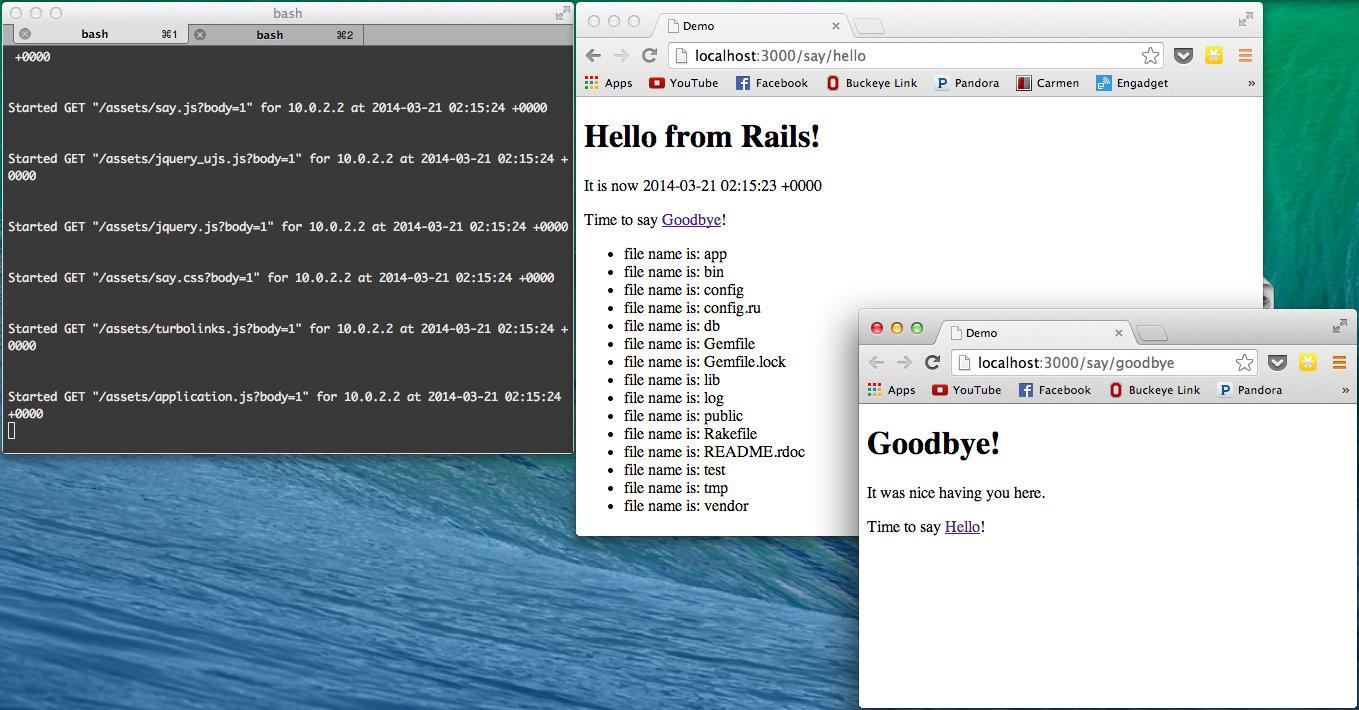 bash
bash ⌘1
bash ⌘2
+0000
Started GET "/assets/say.js?body=1" for 10.0.2.2 at 2014-03-21 02:15:24 +0000
Started GET "/assets/jquery_ujs.js?body=1" for 10.0.2.2 at 2014-03-21 02:15:24 +
0000
Started GET "/assets/jquery.js?body=1" for 10.0.2.2 at 2014-03-21 02:15:24 +0000
Started GET "/assets/say.css?body=1" for 10.0.2.2 at 2014-03-21 02:15:24 +0000
Started GET "/assets/turbolinks.js?body=1" for 10.0.2.2 at 2014-03-21 02:15:24 +
0000
Started GET "/assets/application.js?body=1" for 10.0.2.2 at 2014-03-21 02:15:24
+0000
Demo
localhost:3000/say/hello
Apps YouTube Facebook Buckeye Link Pandora Carmen Engadget »
Hello from Rails!
It is now 2014-03-21 02:15:23 +0000
Time to say Goodbye!
• file name is: app
• file name is: bin
• file name is: config
• file name is: config.ru
• file name is: db
• file name is: Gemfile
• file name is: Gemfile.lock
• file name is: lib
• file name is: log
• file name is: public
• file name is: Rakefile
• file name is: README.rdoc
• file name is: test
• file name is: tmp
• file name is: vendor
Demo
localhost:3000/say/goodbye
Apps YouTube Facebook Buckeye Link Pandora »
Goodbye!
It was nice having you here.
Time to say Hello!